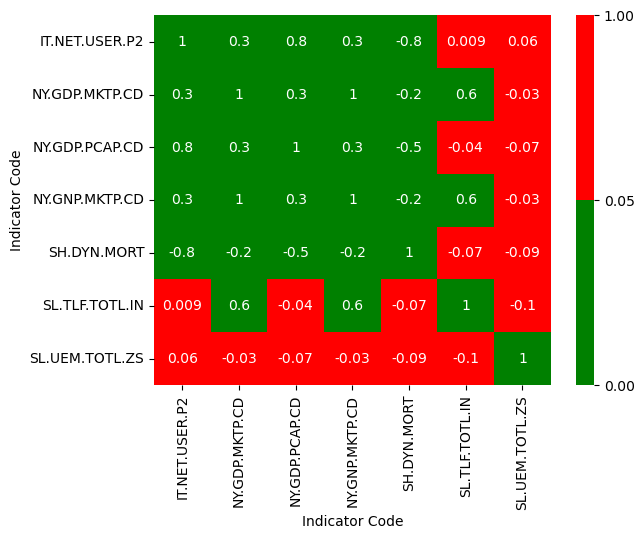 IT.NET.USER.P2 1 0.3 0.8 0.3 -0.8 0.009 0.06
NY.GDP.MKTP.CD 0.3 1 0.3 1 -0.2 0.6 -0.03
NY.GDP.PCAP.CD 0.8 0.3 1 0.3 -0.5 -0.04 -0.07
NY.GNP.MKTP.CD 0.3 1 0.3 1 -0.2 0.6 -0.03
SH.DYN.MORT -0.8 -0.2 -0.5 -0.2 1 -0.07 -0.09
SL.TLF.TOTL.IN 0.009 0.6 -0.04 0.6 -0.07 1 -0.1
SL.UEM.TOTL.ZS 0.06 -0.03 -0.07 -0.03 -0.09 -0.1 1
Indicator Code
IT.NET.USER.P2
NY.GDP.MKTP.CD
NY.GDP.PCAP.CD
NY.GNP.MKTP.CD
SH.DYN.MORT
SL.TLF.TOTL.IN
SL.UEM.TOTL.ZS
Indicator Code
1.00
0.05
0.00